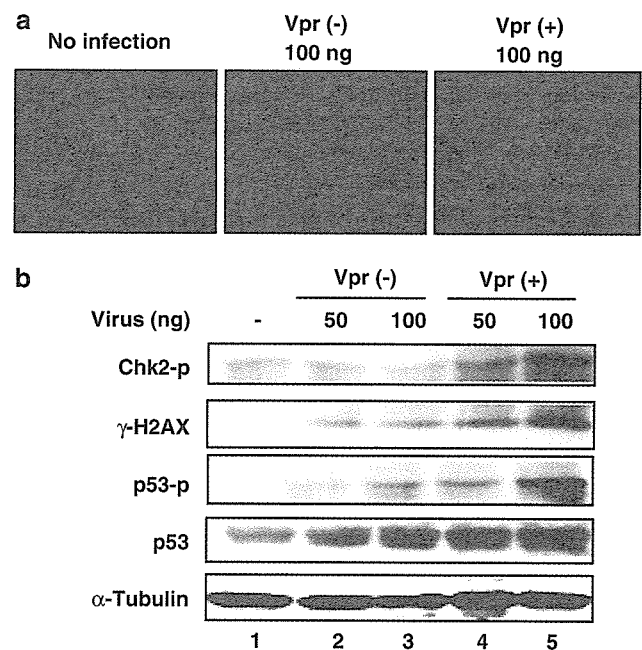 a
No infection
Vpr (-)
100 ng
Vpr (+)
100 ng
b
Vpr (-) Vpr (+)
Virus (ng) - 50 100 50 100
Chk2-p
γ-H2AX
p53-p
p53
α-Tubulin
1 2 3 4 5